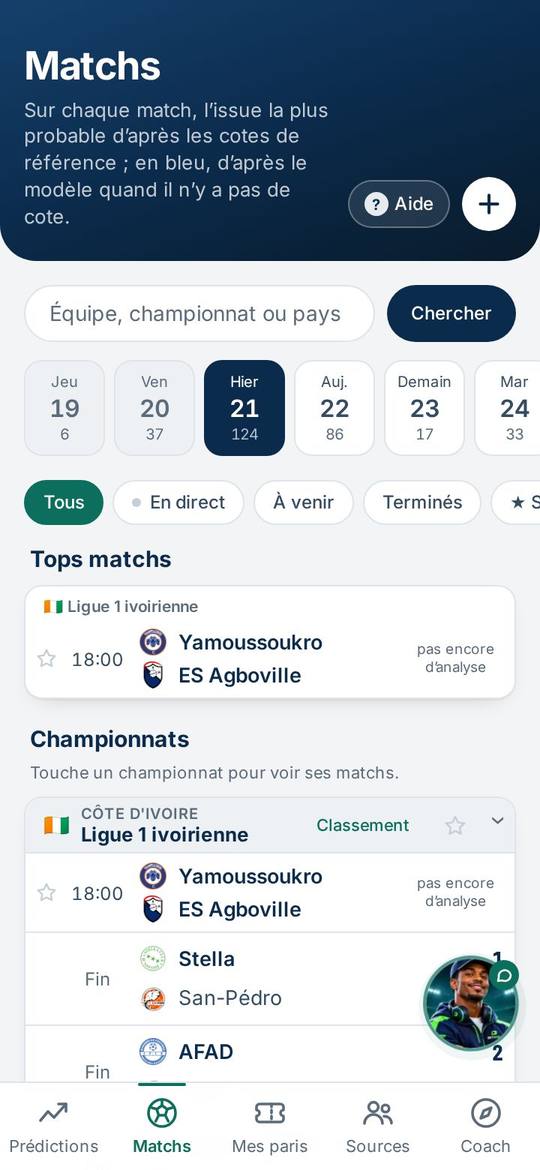 Matchs
Sur chaque match, l’issue la plus
probable d’après les cotes de
référence ; en bleu, d’après le
modèle quand il n’y a pas de
cote.
? Aide
+
Équipe, championnat ou pays
Chercher
Jeu
19
6
Ven
20
37
Hier
21
124
Auj.
22
86
Demain
23
17
Mar
24
33
Tous
En direct
À venir
Terminés
★ S
Tops matchs
Ligue 1 ivoirienne
18:00
Yamoussoukro
ES Agboville
pas encore
d’analyse
Championnats
Touche un championnat pour voir ses matchs.
CÔTE D'IVOIRE
Ligue 1 ivoirienne
Classement
18:00
Yamoussoukro
ES Agboville
pas encore
d’analyse
Fin
Stella
1
San-Pédro
Fin
AFAD
2
Prédictions
Matchs
Mes paris
Sources
Coach